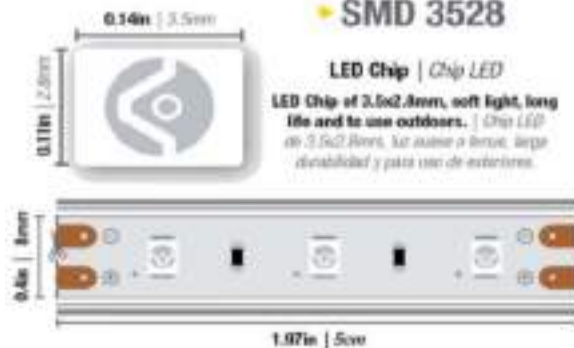 0.14in | 3.5mm
SMD 3528
0.11in | 2.8mm
LED Chip | Chip LED
LED Chip of 3.5x2.8mm, soft light, long
life and to use outdoors. | Chip LED
de 3.5x2.8mm, luz suave o tenue, larga
durabilidad y para uso de exteriores.
0.4in | 8mm
- -
+ +
1.97in | 5cm